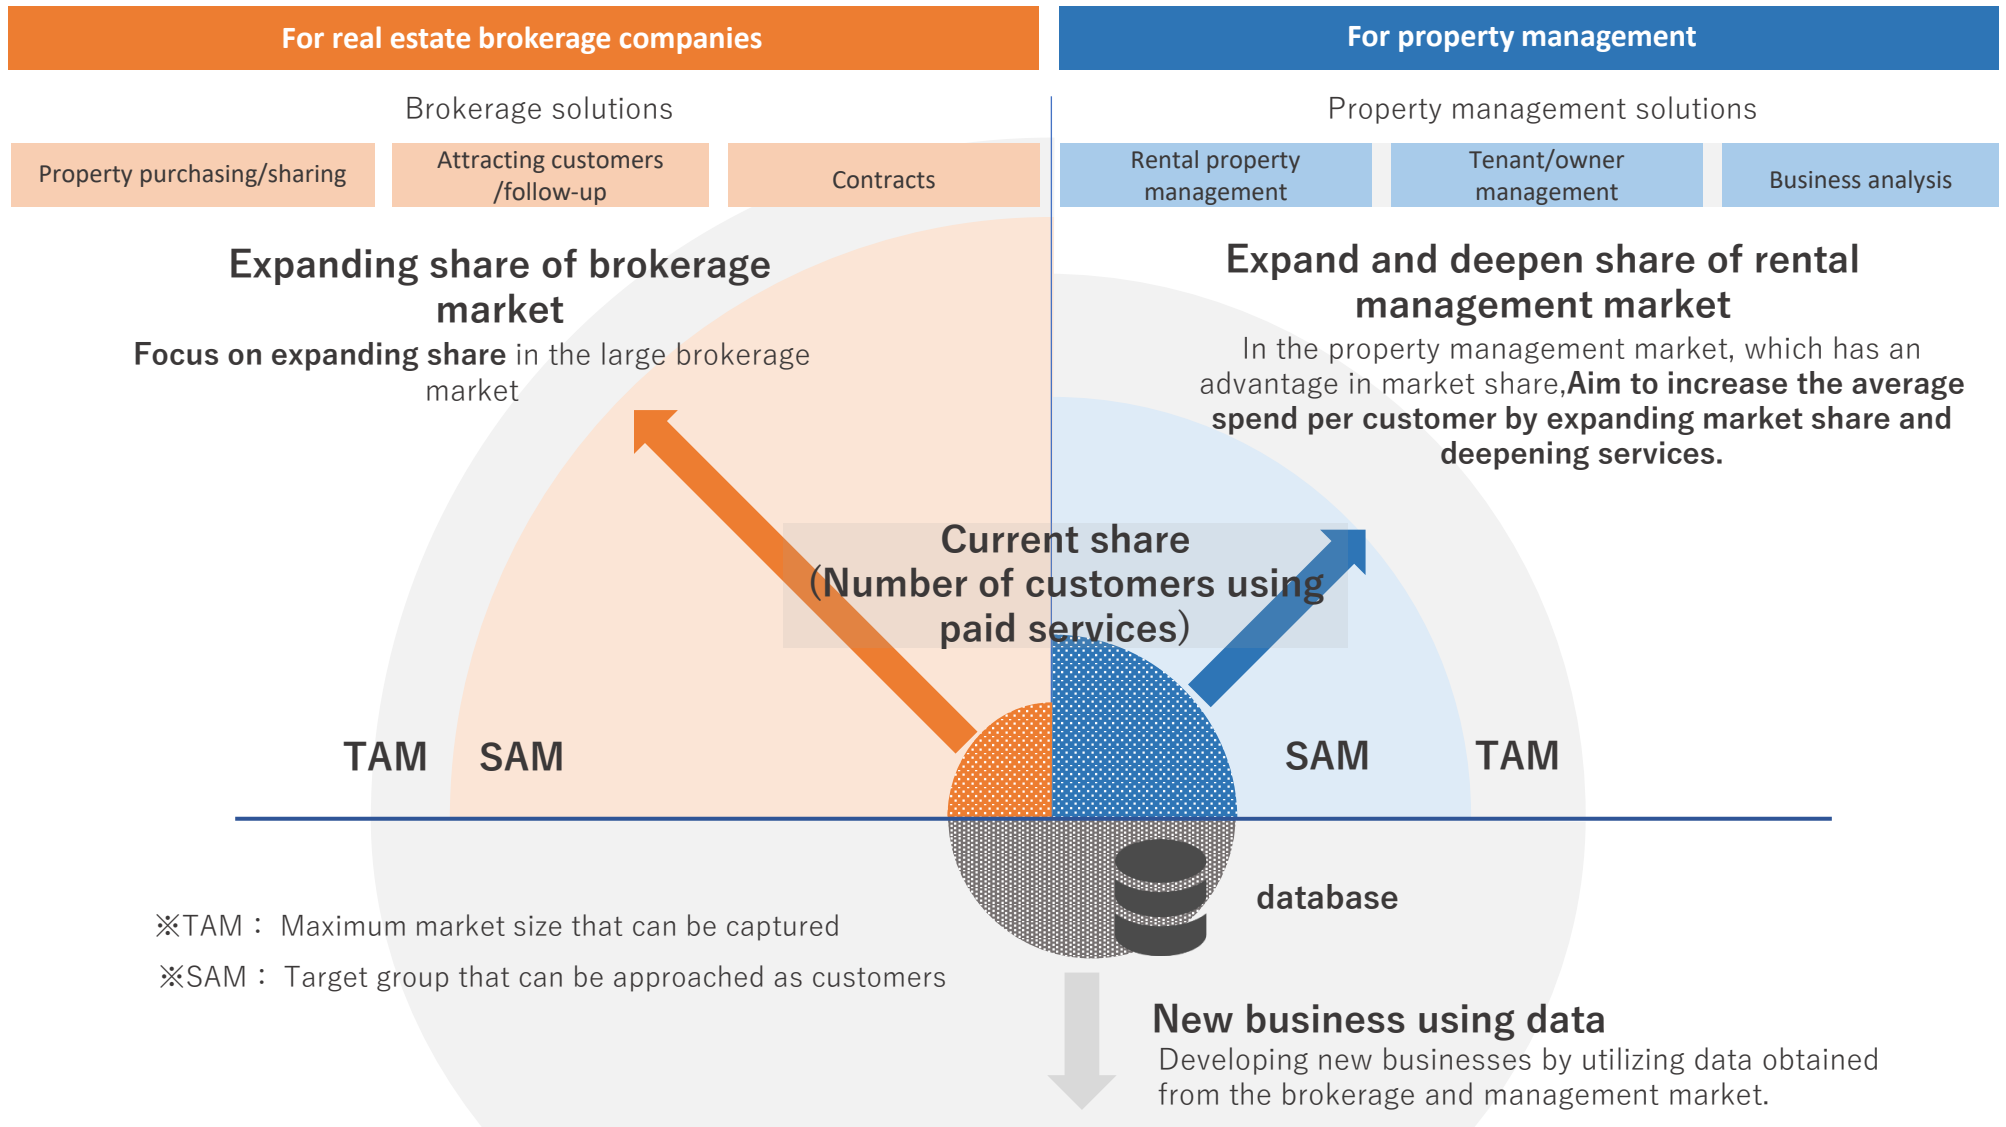 For real estate brokerage companies
For property management
Brokerage solutions
Property management solutions
Property purchasing/sharing
Attracting customers
/follow-up
Contracts
Rental property
management
Tenant/owner
management
Business analysis
Expanding share of brokerage
market
Focus on expanding share in the large brokerage
market
Expand and deepen share of rental
management market
In the property management market, which has an
advantage in market share,Aim to increase the average
spend per customer by expanding market share and
deepening services.
Current share
(Number of customers using
paid services)
TAM
SAM
SAM
TAM
database
※TAM： Maximum market size that can be captured
※SAM： Target group that can be approached as customers
New business using data
Developing new businesses by utilizing data obtained
from the brokerage and management market.